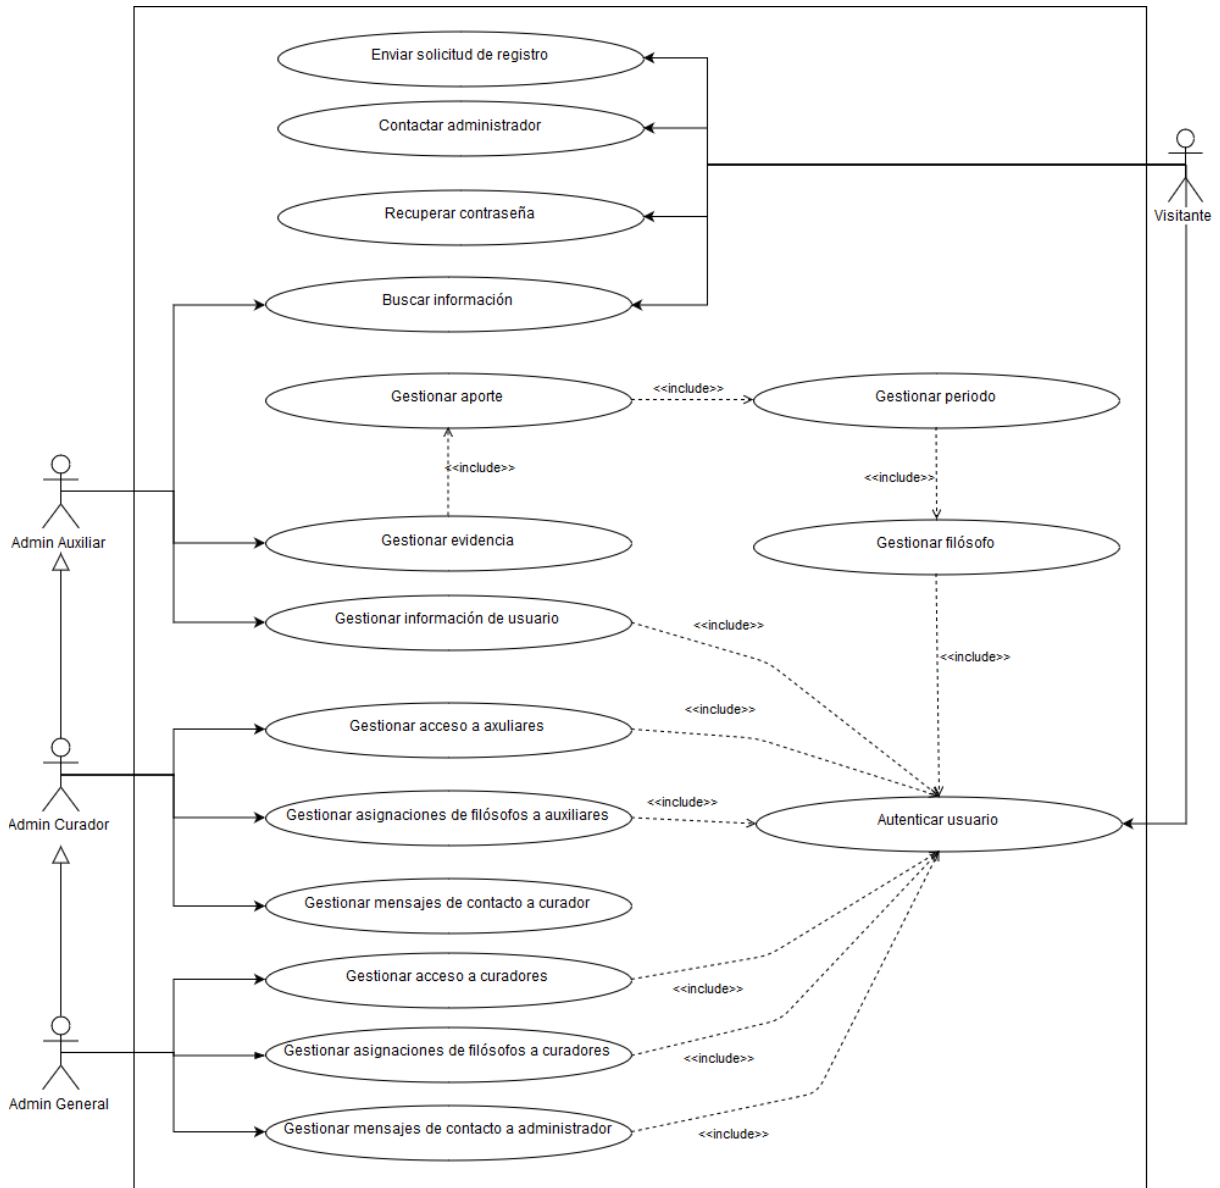 Enviar solicitud de registro
Contactar administrador
Visitante
Recuperar contraseña
Buscar información
<<include>>
Gestionar aporte
Gestionar periodo
<<include>>
<<include>>
Admin Auxiliar
Gestionar evidencia
Gestionar filósofo
Gestionar información de usuario
<<include>>
<<include>>
<<include>>
Gestionar acceso a axuliares
<<include>>
Gestionar asignaciones de filósofos a auxiliares
Autenticar usuario
Admin Curador
Gestionar mensajes de contacto a curador
Gestionar acceso a curadores
<<include>>
Gestionar asignaciones de filósofos a curadores
<<include>>
Admin General
Gestionar mensajes de contacto a administrador
<<include>>